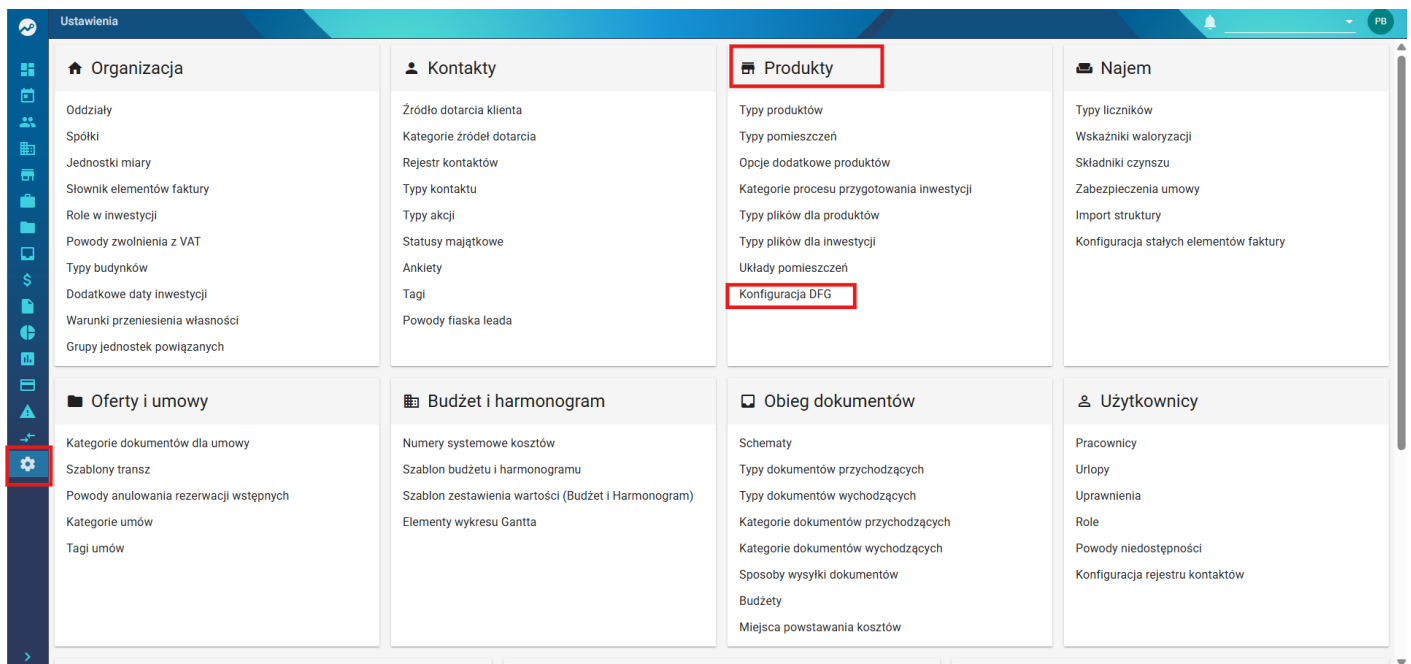 Ustawienia
PB
Organizacja
Oddziały
Spółki
Jednostki miary
Słownik elementów faktury
Role w inwestycji
Powody zwolnienia z VAT
Typy budynków
Dodatkowe daty inwestycji
Warunki przeniesienia własności
Grupy jednostek powiązanych
Kontakty
Źródło dotarcia klienta
Kategorie źródeł dotarcia
Rejestr kontaktów
Typy kontaktu
Typy akcji
Statusy majątkowe
Ankiety
Tagi
Powody fiaska leada
Produkty
Typy produktów
Typy pomieszczeń
Opcje dodatkowe produktów
Kategorie procesu przygotowania inwestycji
Typy plików dla produktów
Typy plików dla inwestycji
Układy pomieszczeń
Konfiguracja DFG
Najem
Typy liczników
Wskaźniki waloryzacji
Składniki czynszu
Zabezpieczenia umowy
Import struktury
Konfiguracja stałych elementów faktury
Oferty i umowy
Kategorie dokumentów dla umowy
Szablony transz
Powody anulowania rezerwacji wstępnych
Kategorie umów
Tagi umów
Budżet i harmonogram
Numery systemowe kosztów
Szablon budżetu i harmonogramu
Szablon zestawienia wartości (Budżet i Harmonogram)
Elementy wykresu Gantta
Obieg dokumentów
Schematy
Typy dokumentów przychodzących
Typy dokumentów wychodzących
Kategorie dokumentów przychodzących
Kategorie dokumentów wychodzących
Sposoby wysyłki dokumentów
Budżety
Miejsca powstawania kosztów
Użytkownicy
Pracownicy
Urlopy
Uprawnienia
Role
Powody niedostępności
Konfiguracja rejestru kontaktów